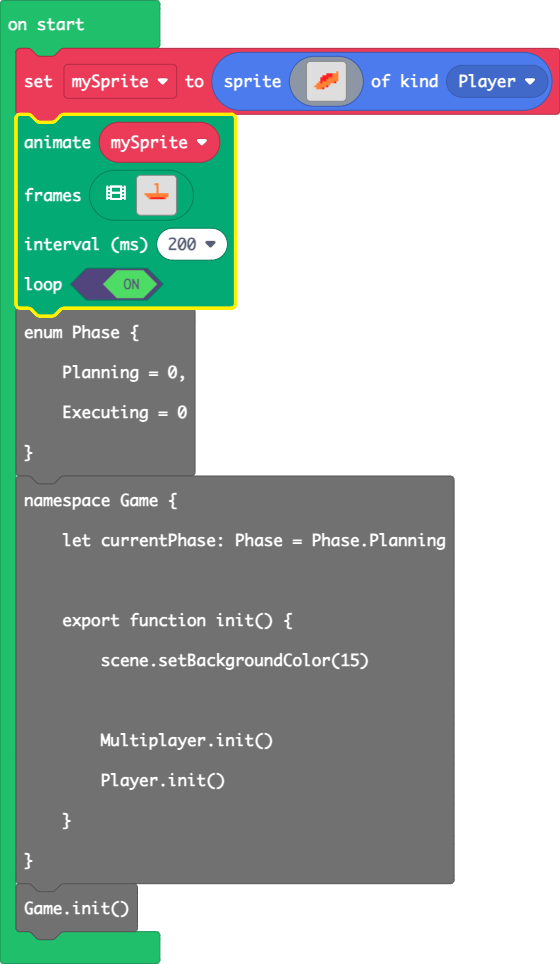 on start
set mySprite to sprite of kind Player
animate mySprite
frames
interval (ms) 200
loop ON
enum Phase {
Planning = 0,
Executing = 0
}
namespace Game {
let currentPhase: Phase = Phase.Planning
export function init() {
scene.setBackgroundColor(15)
Multiplayer.init()
Player.init()
}
}
Game.init()